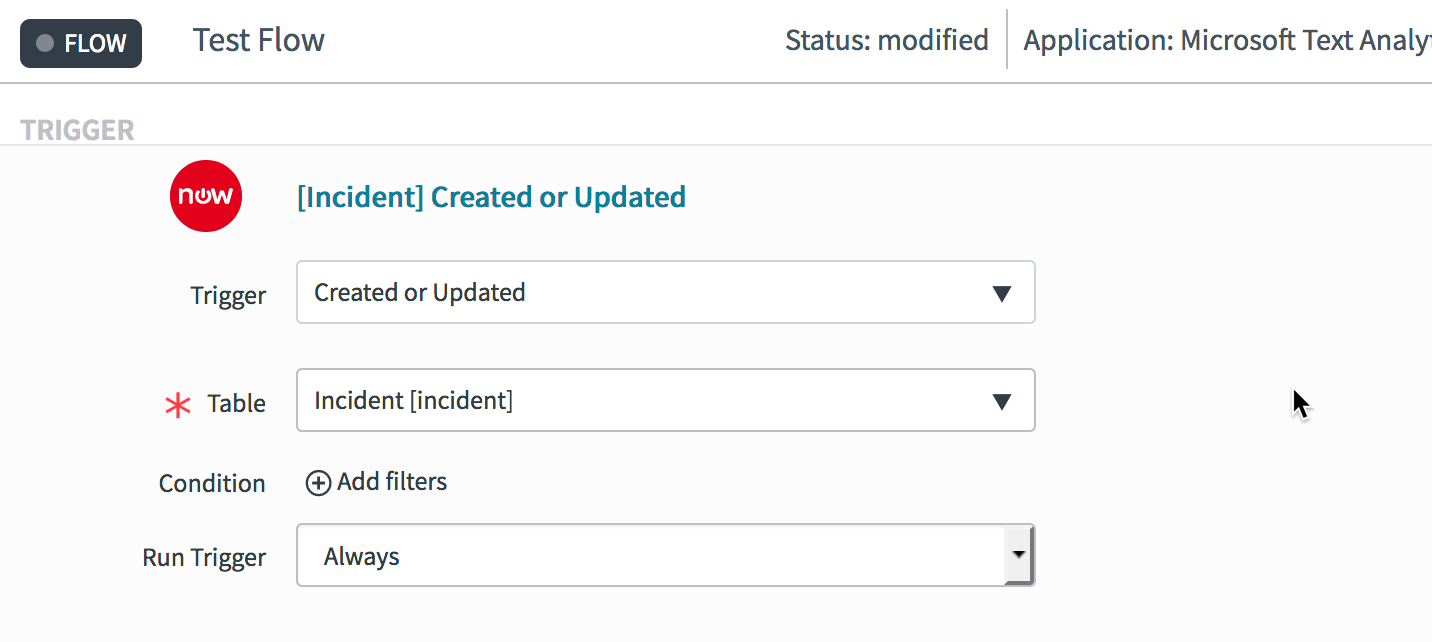 FLOW Test Flow Status: modified Application: Microsoft Text
TRIGGER
now [Incident] Created or Updated
Trigger Created or Updated
* Table Incident [incident]
Condition Add filters
Run Trigger Always